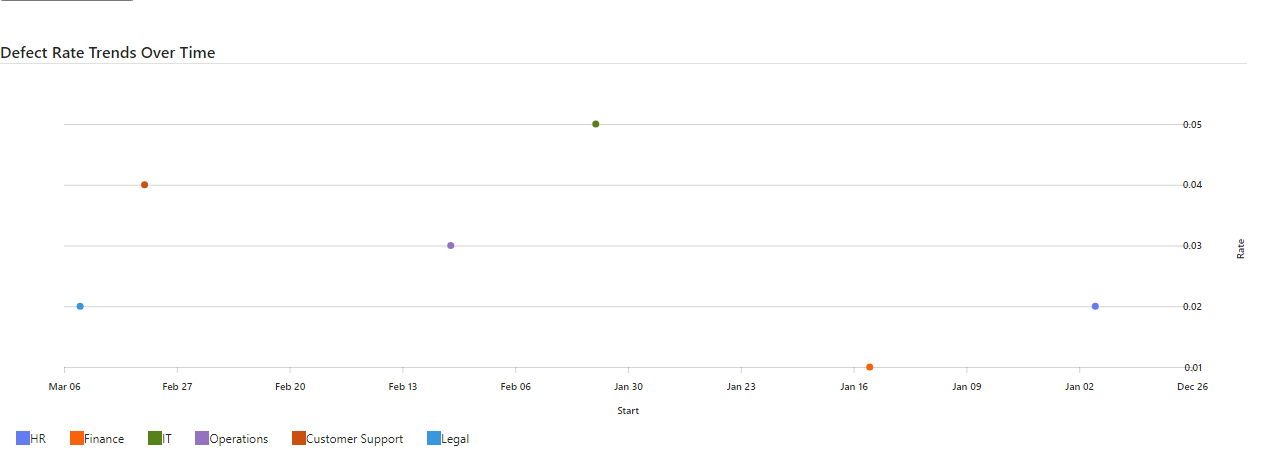 Defect Rate Trends Over Time
0.05
0.04
0.03
Rate
0.02
0.01
Mar 06 Feb 27 Feb 20 Feb 13 Feb 06 Jan 30 Jan 23 Jan 16 Jan 09 Jan 02 Dec 26
Start
HR Finance IT Operations Customer Support Legal